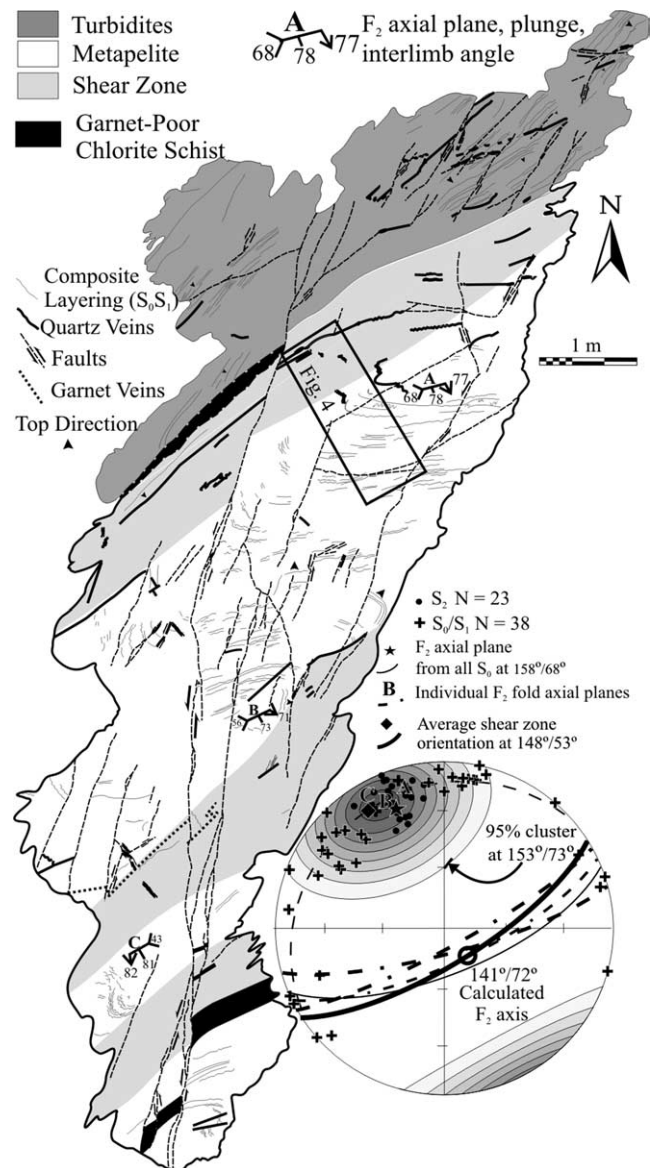 Turbidites
Metapelite
Shear Zone
Garnet-Poor
Chlorite Schist
A
68
78
77
F₂ axial plane, plunge,
interlimb angle
N
Composite
Layering (S₀S₁)
Quartz Veins
Faults
Garnet Veins
Top Direction
1 m
Fig. 4
A
77
68
78
S₂ N = 23
S₀/S₁ N = 38
F₂ axial plane
from all S₀ at 158°/68°
B Individual F₂ fold axial planes
Average shear zone
orientation at 148°/53°
B
71
56
73
95% cluster
at 153°/73°
C
B
A
141°/72°
Calculated
F₂ axis
C
43
81
82